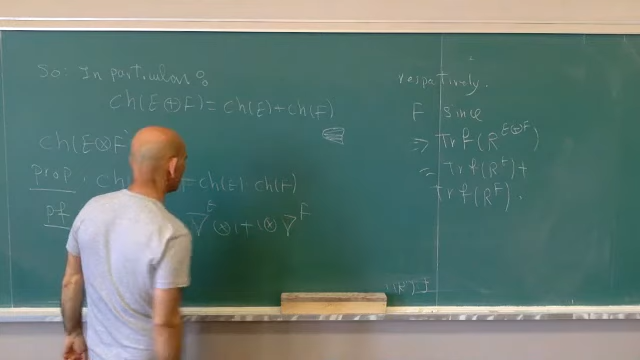 So: In particular:
Ch(E⊕F) = Ch(E) + Ch(F)
Ch(E⊗F
prop: Ch( + Ch(E) · Ch(F)
pf ∇^E ⊗ 1 + 1 ⊗ ∇^F
respectively.
F since
=> Tr f(R^{E⊕F})
= Tr f(R^E) +
Tr f(R^F).